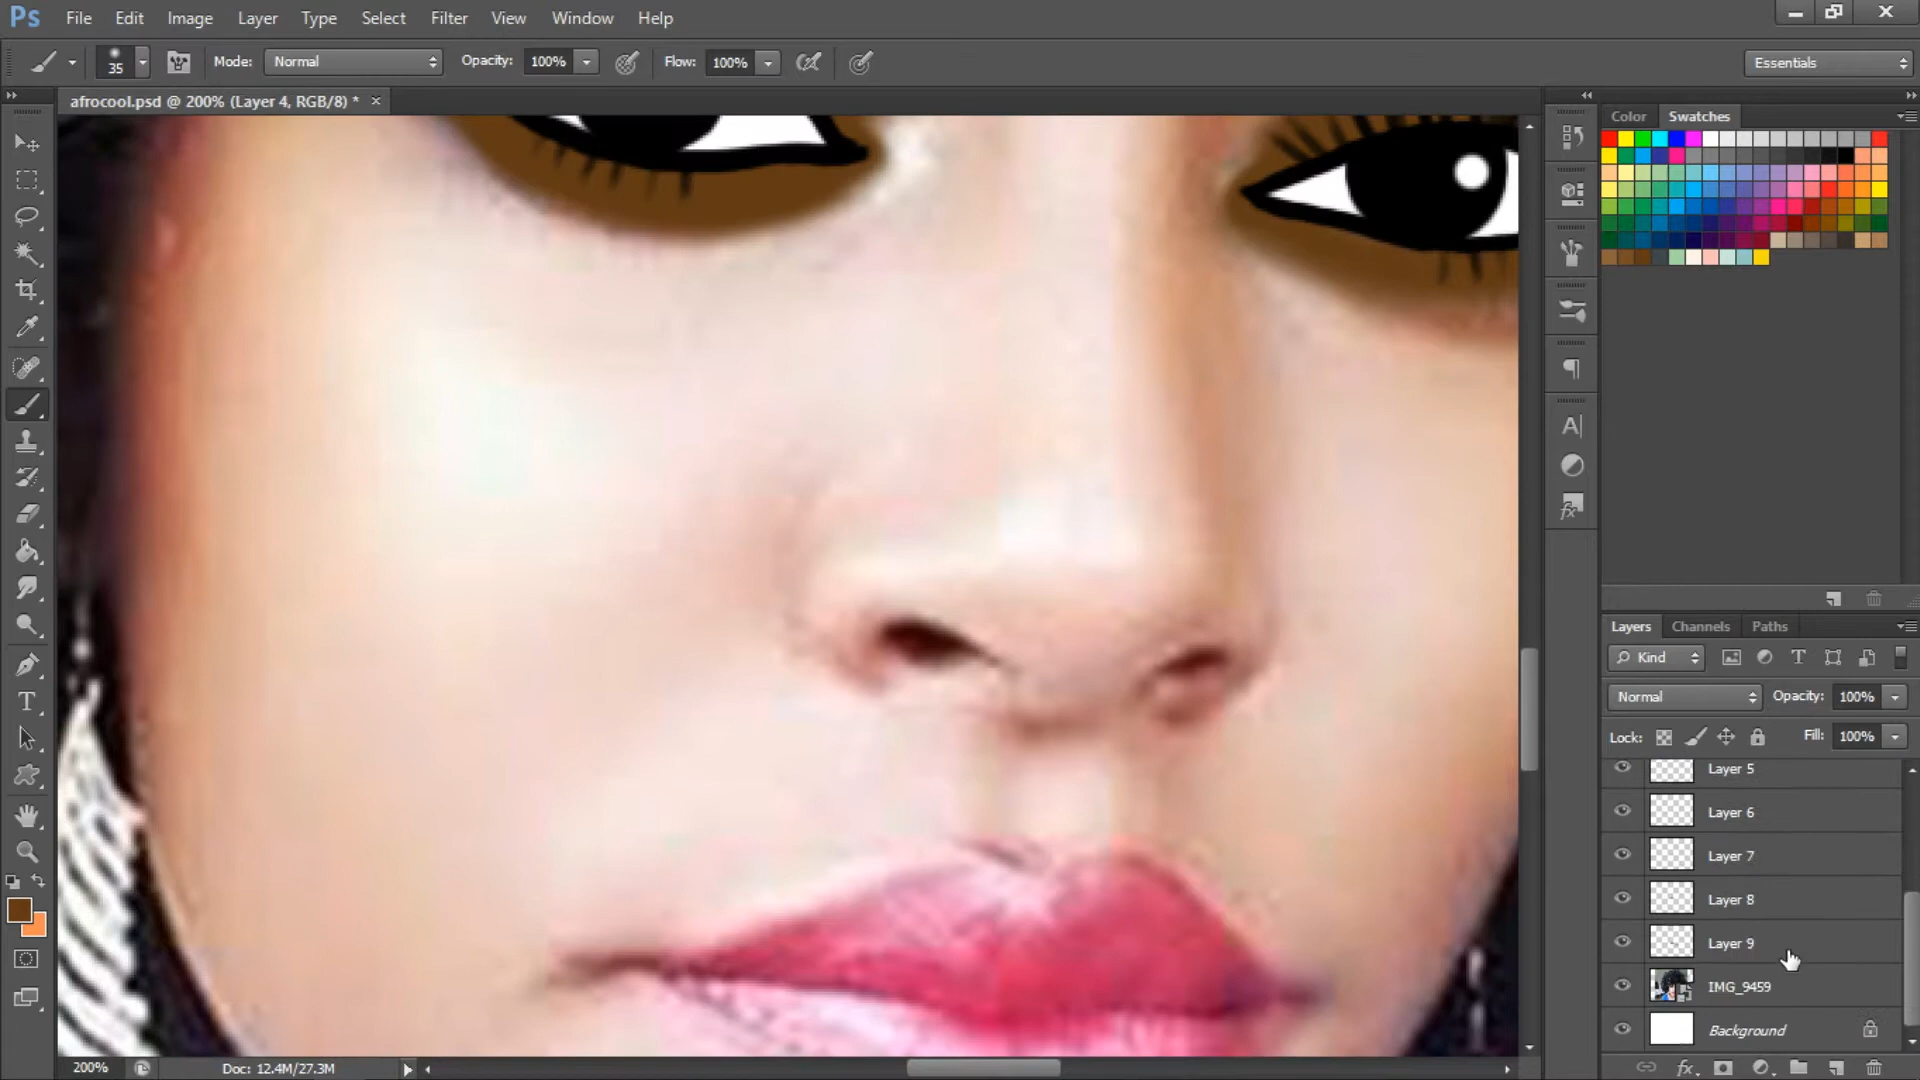 Ps File Edit Image Layer Type Select Filter View Window Help
35 Mode: Normal Opacity: 100% Flow: 100% Essentials
afrocool.psd @ 200% (Layer 4, RGB/8) *
Color Swatches
Layers Channels Paths
Kind
Normal Opacity: 100%
Lock: Fill: 100%
Layer 5
Layer 6
Layer 7
Layer 8
Layer 9
IMG_9459
Background
200% Doc: 12.4M/27.3M